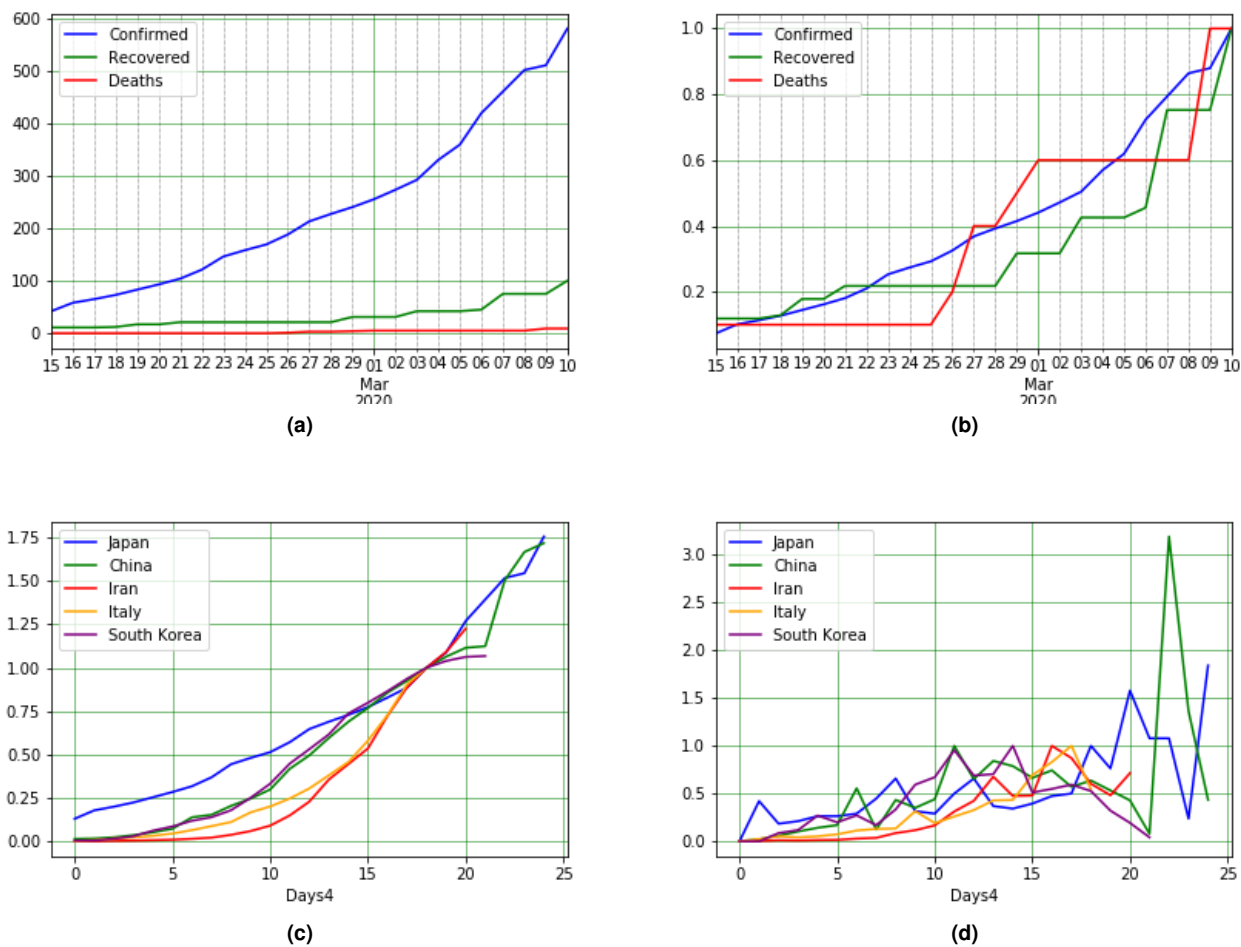 600
500
400
300
200
100
0
Confirmed
Recovered
Deaths
15 16 17 18 19 20 21 22 23 24 25 26 27 28 29 01 02 03 04 05 06 07 08 09 10
Mar
2020
(a)
1.0
0.8
0.6
0.4
0.2
Confirmed
Recovered
Deaths
15 16 17 18 19 20 21 22 23 24 25 26 27 28 29 01 02 03 04 05 06 07 08 09 10
Mar
2020
(b)
1.75
1.50
1.25
1.00
0.75
0.50
0.25
0.00
Japan
China
Iran
Italy
South Korea
0 5 10 15 20 25
Days4
(c)
3.0
2.5
2.0
1.5
1.0
0.5
0.0
Japan
China
Iran
Italy
South Korea
0 5 10 15 20 25
Days4
(d)